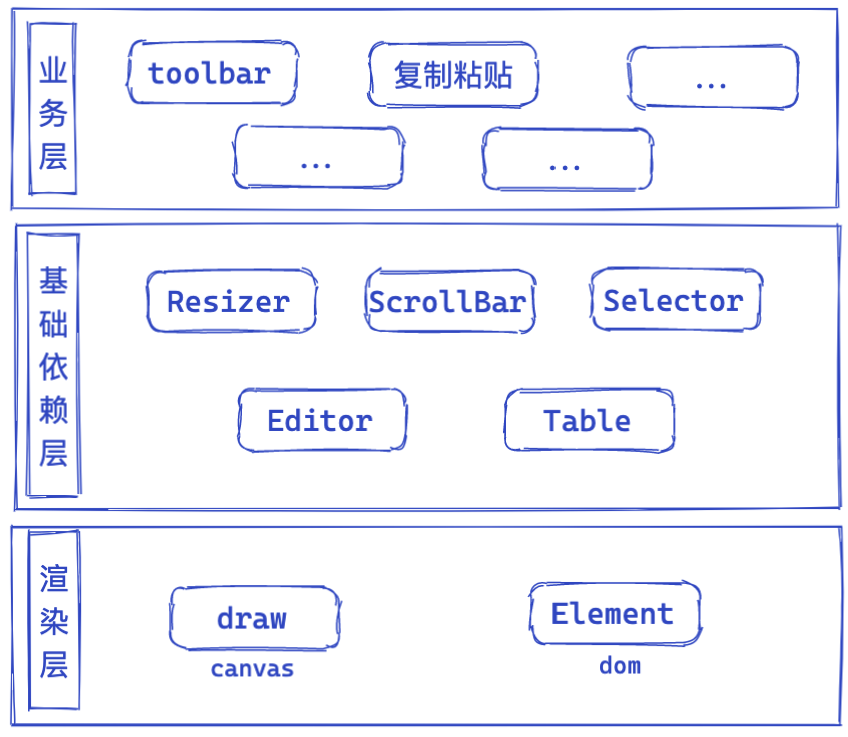 业务层
toolbar
复制粘贴
...
...
...
基础依赖层
Resizer
ScrollBar
Selector
Editor
Table
渲染层
draw
canvas
Element
dom